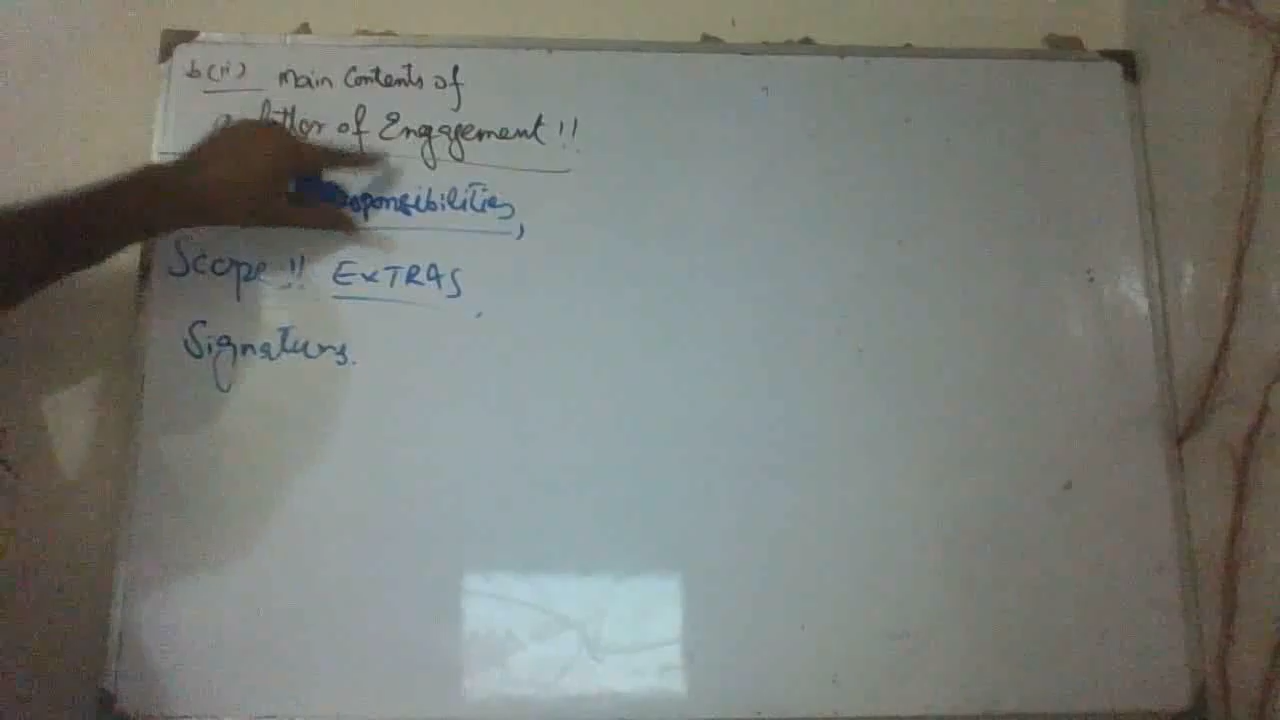 b(ii) Main Contents of
a letter of Engagement!!
Responsibilities,
Scope!! EXTRAS
Signatures.